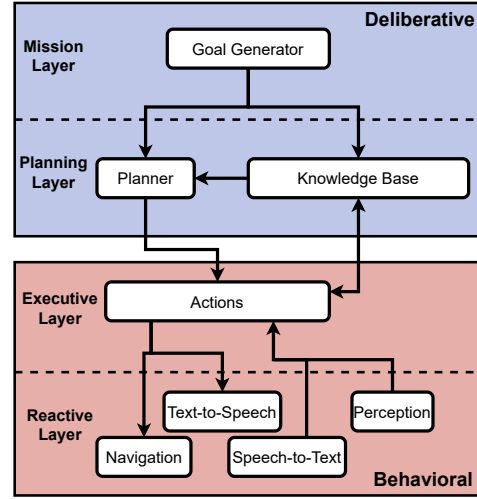 Deliberative
Mission
Layer
Goal Generator
Planning
Layer
Planner
Knowledge Base
Executive
Layer
Actions
Reactive
Layer
Text-to-Speech
Perception
Navigation
Speech-to-Text
Behavioral